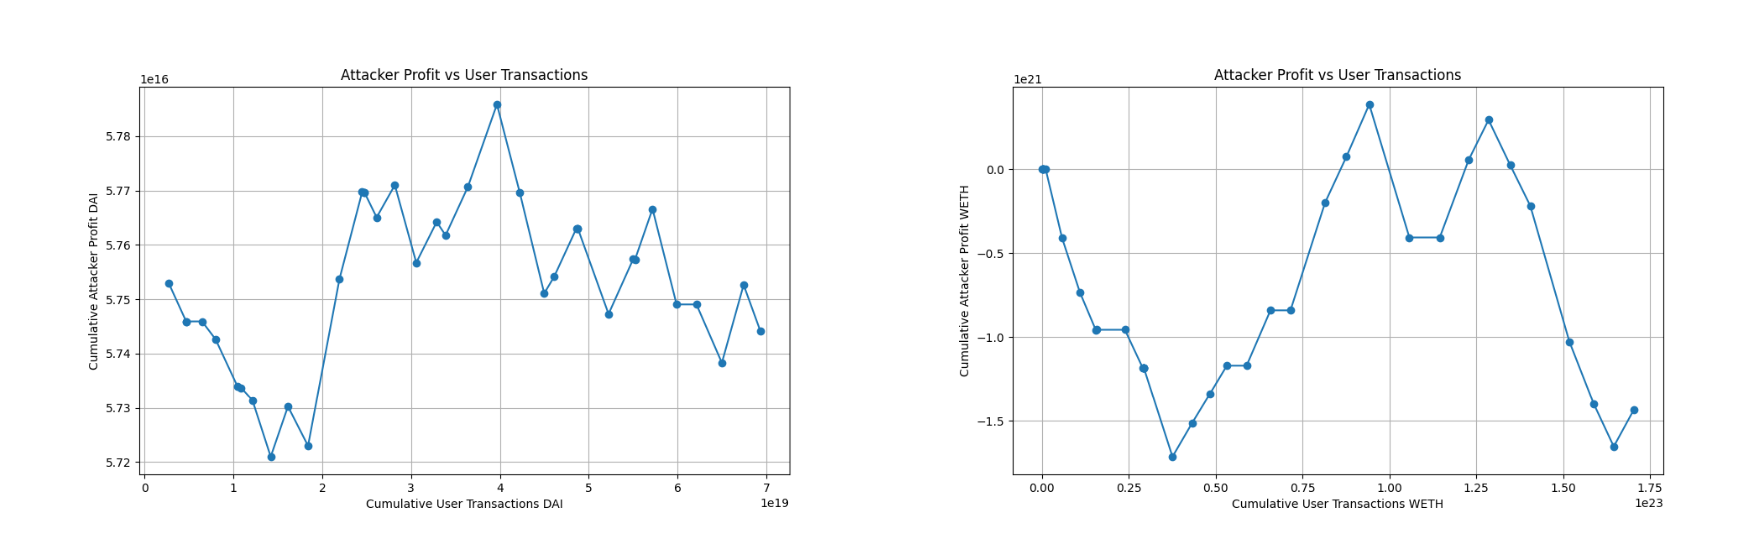 Attacker Profit vs User Transactions
1e16
5.78
5.77
5.76
5.75
5.74
5.73
5.72
Cumulative Attacker Profit DAI
0 1 2 3 4 5 6 7
1e19
Cumulative User Transactions DAI
Attacker Profit vs User Transactions
1e21
0.0
−0.5
−1.0
−1.5
Cumulative Attacker Profit WETH
0.00 0.25 0.50 0.75 1.00 1.25 1.50 1.75
1e23
Cumulative User Transactions WETH